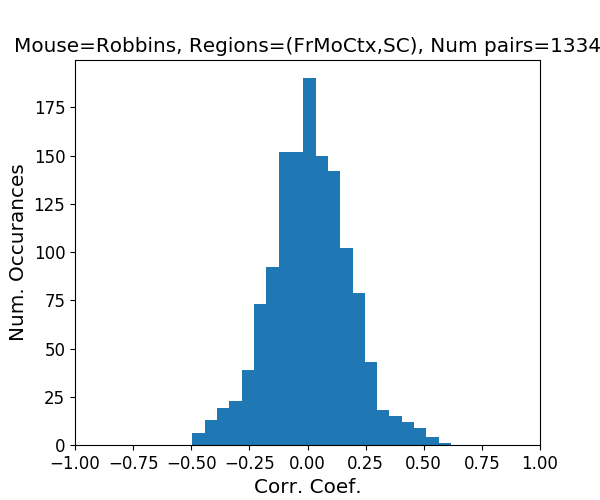 Mouse=Robbins, Regions=(FrMoCtx,SC), Num pairs=1334
Num. Occurances
175
150
125
100
75
50
25
0
−1.00 −0.75 −0.50 −0.25 0.00 0.25 0.50 0.75 1.00
Corr. Coef.